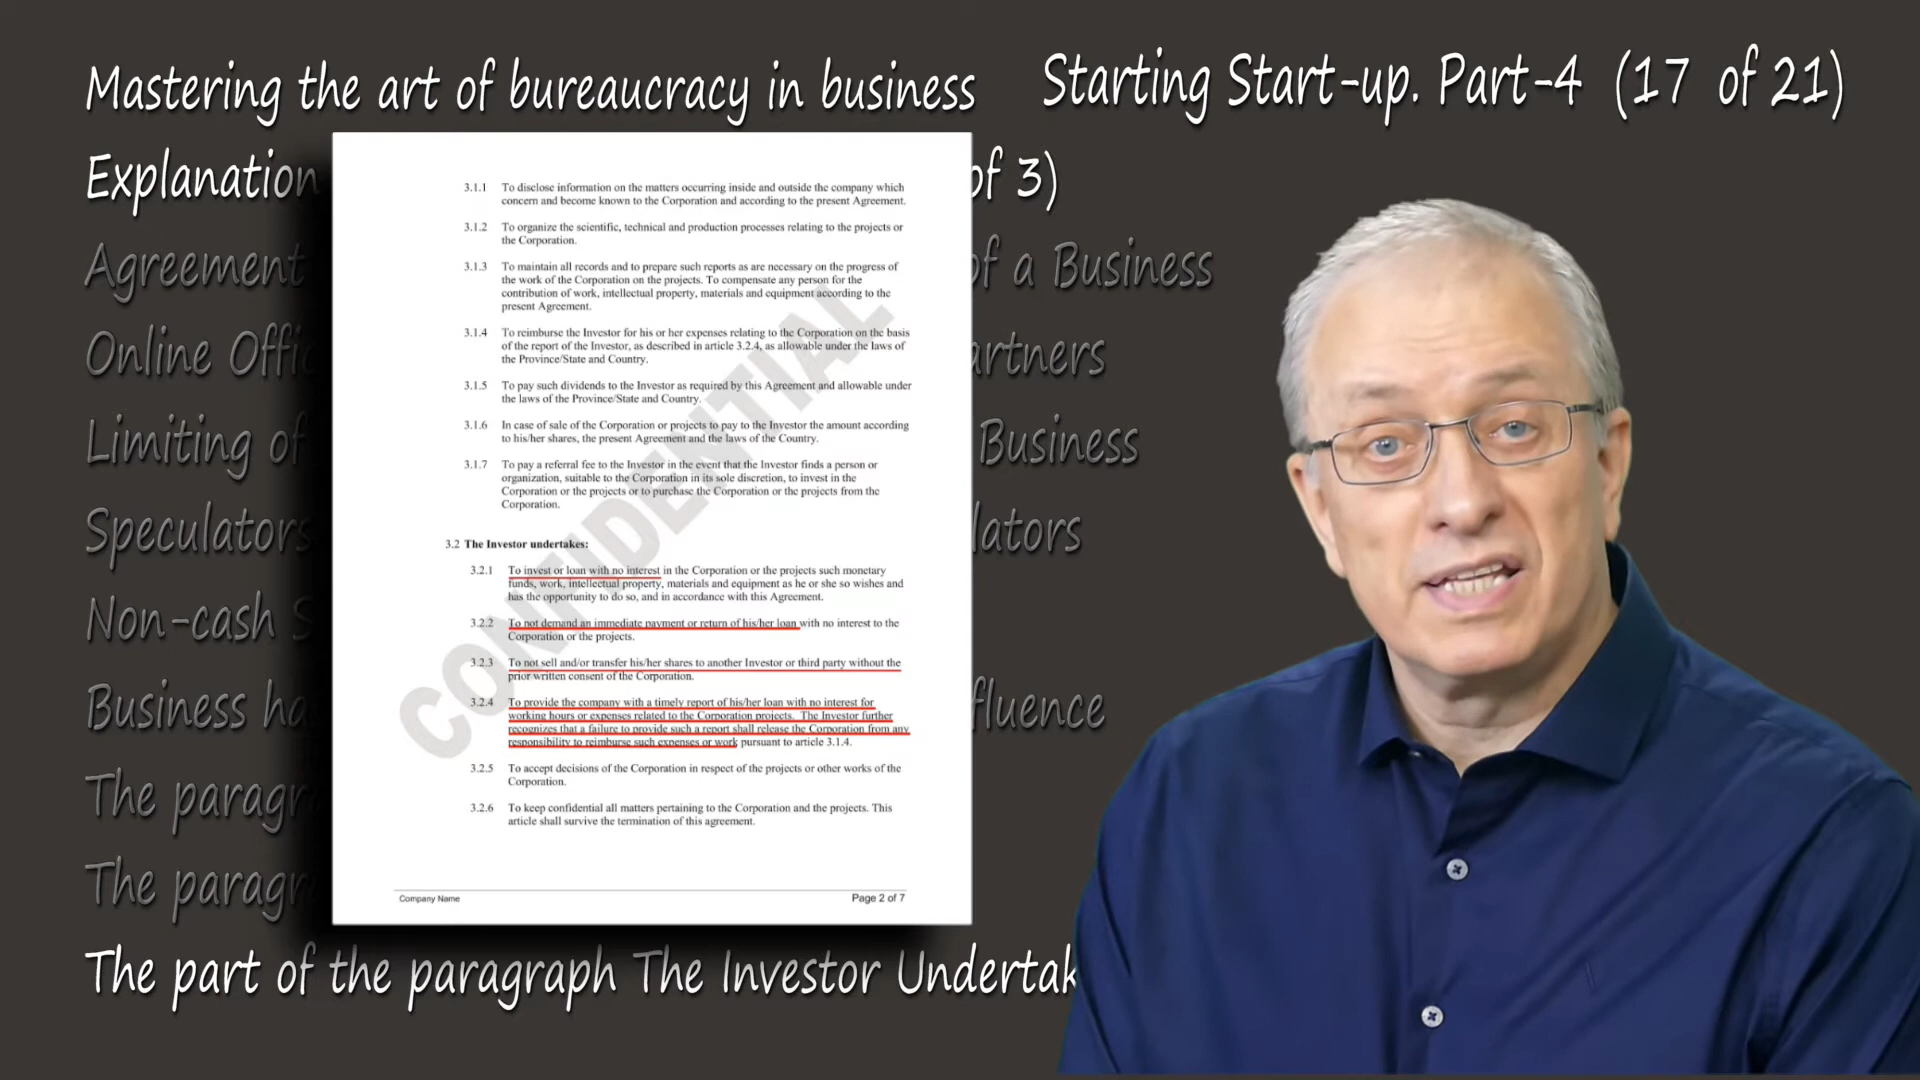 Mastering the art of bureaucracy in business
Starting Start-up. Part-4 (17 of 21)
Explanation
of 3)
Agreement
of a Business
Online Offi
artners
Limiting of
Business
Speculators
lators
Non-cash S
Business ha
fluence
The paragr
The paragr
The part of the paragraph The Investor Undertak
3.1.1 To disclose information on the matters occurring inside and outside the company which
concern and become known to the Corporation and according to the present Agreement.
3.1.2 To organize the scientific, technical and production processes relating to the projects or
the Corporation.
3.1.3 To maintain all records and to prepare such reports as are necessary on the progress of
the work of the Corporation on the projects. To compensate any person for the
contribution of work, intellectual property, materials and equipment according to the
present Agreement.
3.1.4 To reimburse the Investor for his or her expenses relating to the Corporation on the basis
of the report of the Investor, as described in article 3.2.4, as allowable under the laws of
the Province/State and Country.
3.1.5 To pay such dividends to the Investor as required by this Agreement and allowable under
the laws of the Province/State and Country.
3.1.6 In case of sale of the Corporation or projects to pay to the Investor the amount according
to his/her shares, the present Agreement and the laws of the Country.
3.1.7 To pay a referral fee to the Investor in the event that the Investor finds a person or
organization, suitable to the Corporation in its sole discretion, to invest in the
Corporation or the projects or to purchase the Corporation or the projects from the
Corporation.
3.2 The Investor undertakes:
3.2.1 To invest or loan with no interest in the Corporation or the projects such monetary
funds, work, intellectual property, materials and equipment as he or she so wishes and
has the opportunity to do so, and in accordance with this Agreement.
3.2.2 To not demand an immediate payment or return of his/her loan with no interest to the
Corporation or the projects.
3.2.3 To not sell and/or transfer his/her shares to another Investor or third party without the
prior written consent of the Corporation.
3.2.4 To provide the company with a timely report of his/her loan with no interest for
working hours or expenses related to the Corporation projects. The Investor further
recognizes that a failure to provide such a report shall release the Corporation from any
responsibility to reimburse such expenses or work pursuant to article 3.1.4.
3.2.5 To accept decisions of the Corporation in respect of the projects or other works of the
Corporation.
3.2.6 To keep confidential all matters pertaining to the Corporation and the projects. This
article shall survive the termination of this agreement.
CONFIDENTIAL
Company Name
Page 2 of 7